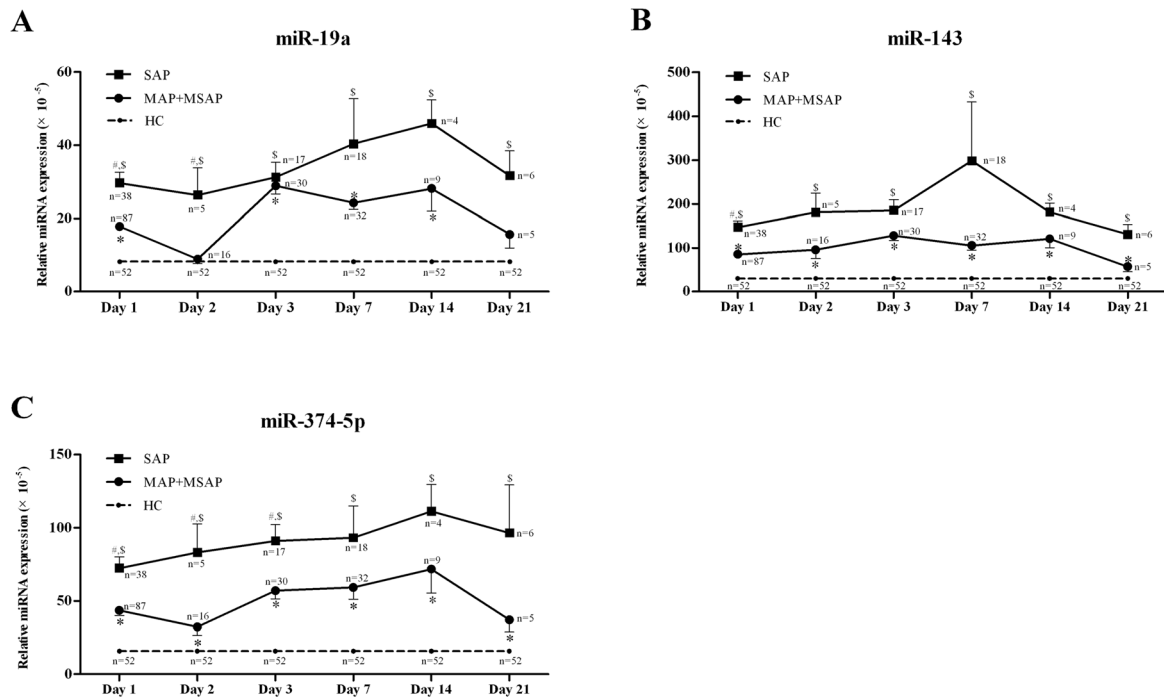 A
miR-19a
Relative miRNA expression (× 10 -5)
60
40
20
0
SAP
MAP+MSAP
HC
#,$
#,$
$
$
$
$
n=38
n=5
n=17
n=18
n=4
n=6
n=87
n=16
n=30
n=32
n=9
n=5
*
*
*
*
n=52
n=52
n=52
n=52
n=52
n=52
Day 1
Day 2
Day 3
Day 7
Day 14
Day 21
B
miR-143
Relative miRNA expression (× 10 -5)
500
400
300
200
100
0
SAP
MAP+MSAP
HC
#,$
$
$
$
$
$
n=38
n=5
n=17
n=18
n=4
n=6
*
n=87
n=16
n=30
n=32
n=9
n=5
*
*
*
*
*
n=52
n=52
n=52
n=52
n=52
n=52
Day 1
Day 2
Day 3
Day 7
Day 14
Day 21
C
miR-374-5p
Relative miRNA expression (× 10 -5)
150
100
50
0
SAP
MAP+MSAP
HC
#,$
#,$
#,$
$
$
$
n=38
n=5
n=17
n=18
n=4
n=6
n=87
n=16
n=30
n=32
n=9
n=5
*
*
*
*
*
*
n=52
n=52
n=52
n=52
n=52
n=52
Day 1
Day 2
Day 3
Day 7
Day 14
Day 21